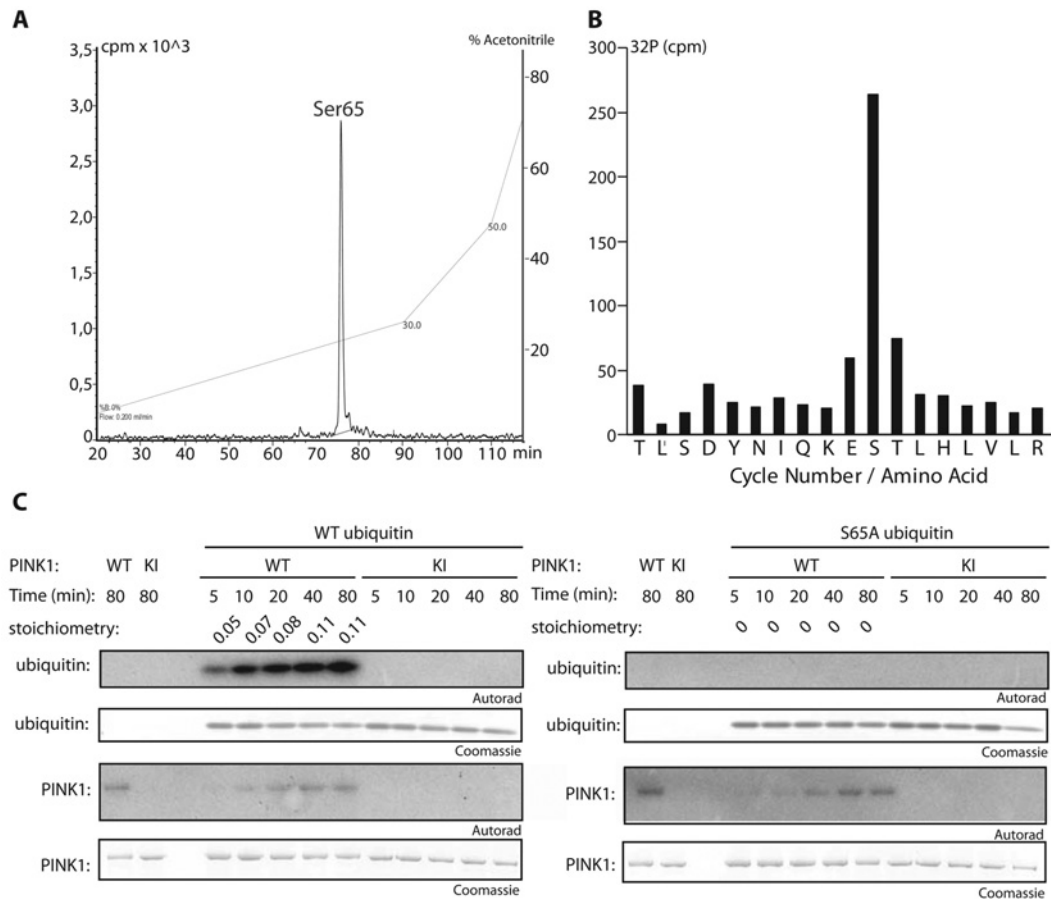 A
cpm x 10^3
% Acetonitrile
3,5
3,0
2,5
2,0
1,5
1,0
0,5
0
80
60
40
20
Ser65
50.0
30.0
Flow: 0.200 ml/min
20 30 40 50 60 70 80 90 100 110 min
B
32P (cpm)
300
250
200
150
100
50
0
T L S D Y N I Q K E S T L H L V L R
Cycle Number / Amino Acid
C
WT ubiquitin
PINK1: WT KI WT KI
Time (min): 80 80 5 10 20 40 80 5 10 20 40 80
stoichiometry: 0.05 0.07 0.08 0.11 0.11
ubiquitin:
Autorad
ubiquitin:
Coomassie
PINK1:
Autorad
PINK1:
Coomassie
S65A ubiquitin
PINK1: WT KI WT KI
Time (min): 80 80 5 10 20 40 80 5 10 20 40 80
stoichiometry: 0 0 0 0 0
ubiquitin:
Autorad
ubiquitin:
Coomassie
PINK1:
Autorad
PINK1:
Coomassie